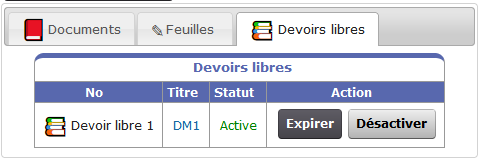 Documents Feuilles Devoirs libres
Devoirs libres
No Titre Statut Action
Devoir libre 1 DM1 Active Expirer Désactiver